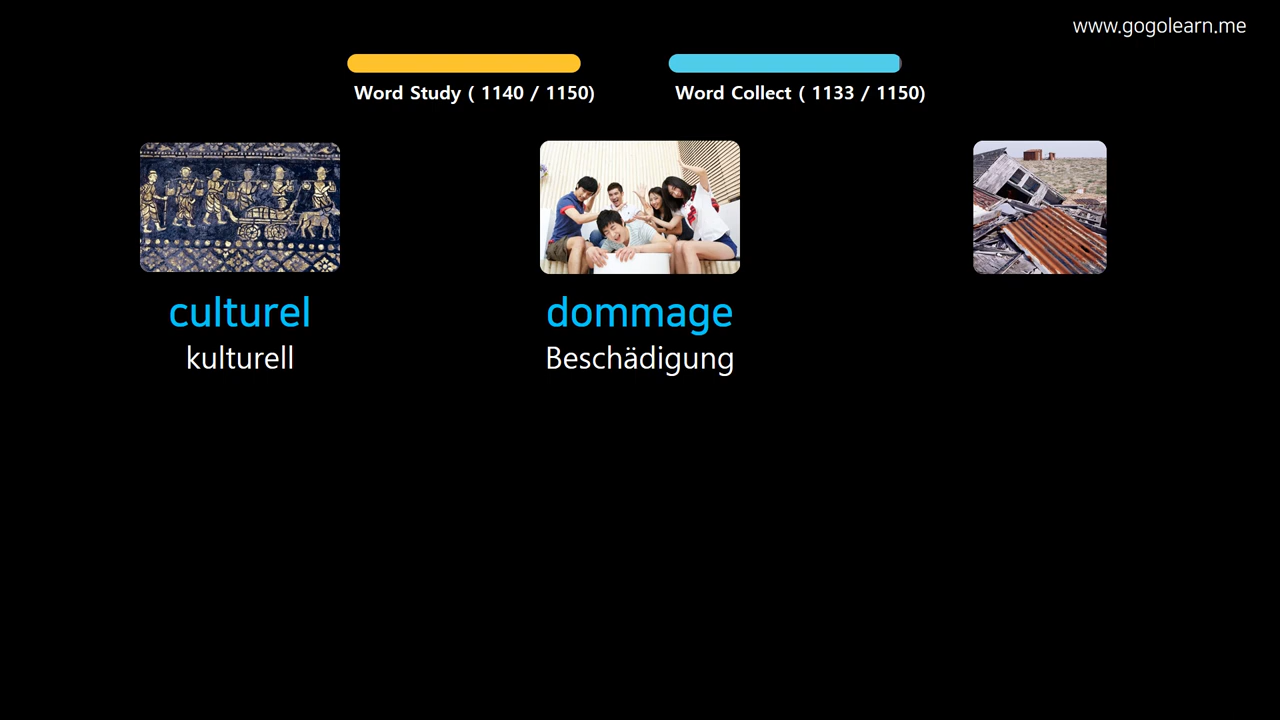 www.gogolearn.me
Word Study ( 1140 / 1150)
Word Collect ( 1133 / 1150)
culturel
kulturell
dommage
Beschädigung